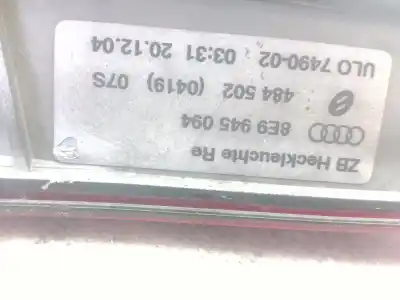 ZB Heckleuchte Re
8E9 945 094
484 502 (0419) 07S
ULO 7490-02 03:31 20.12.04